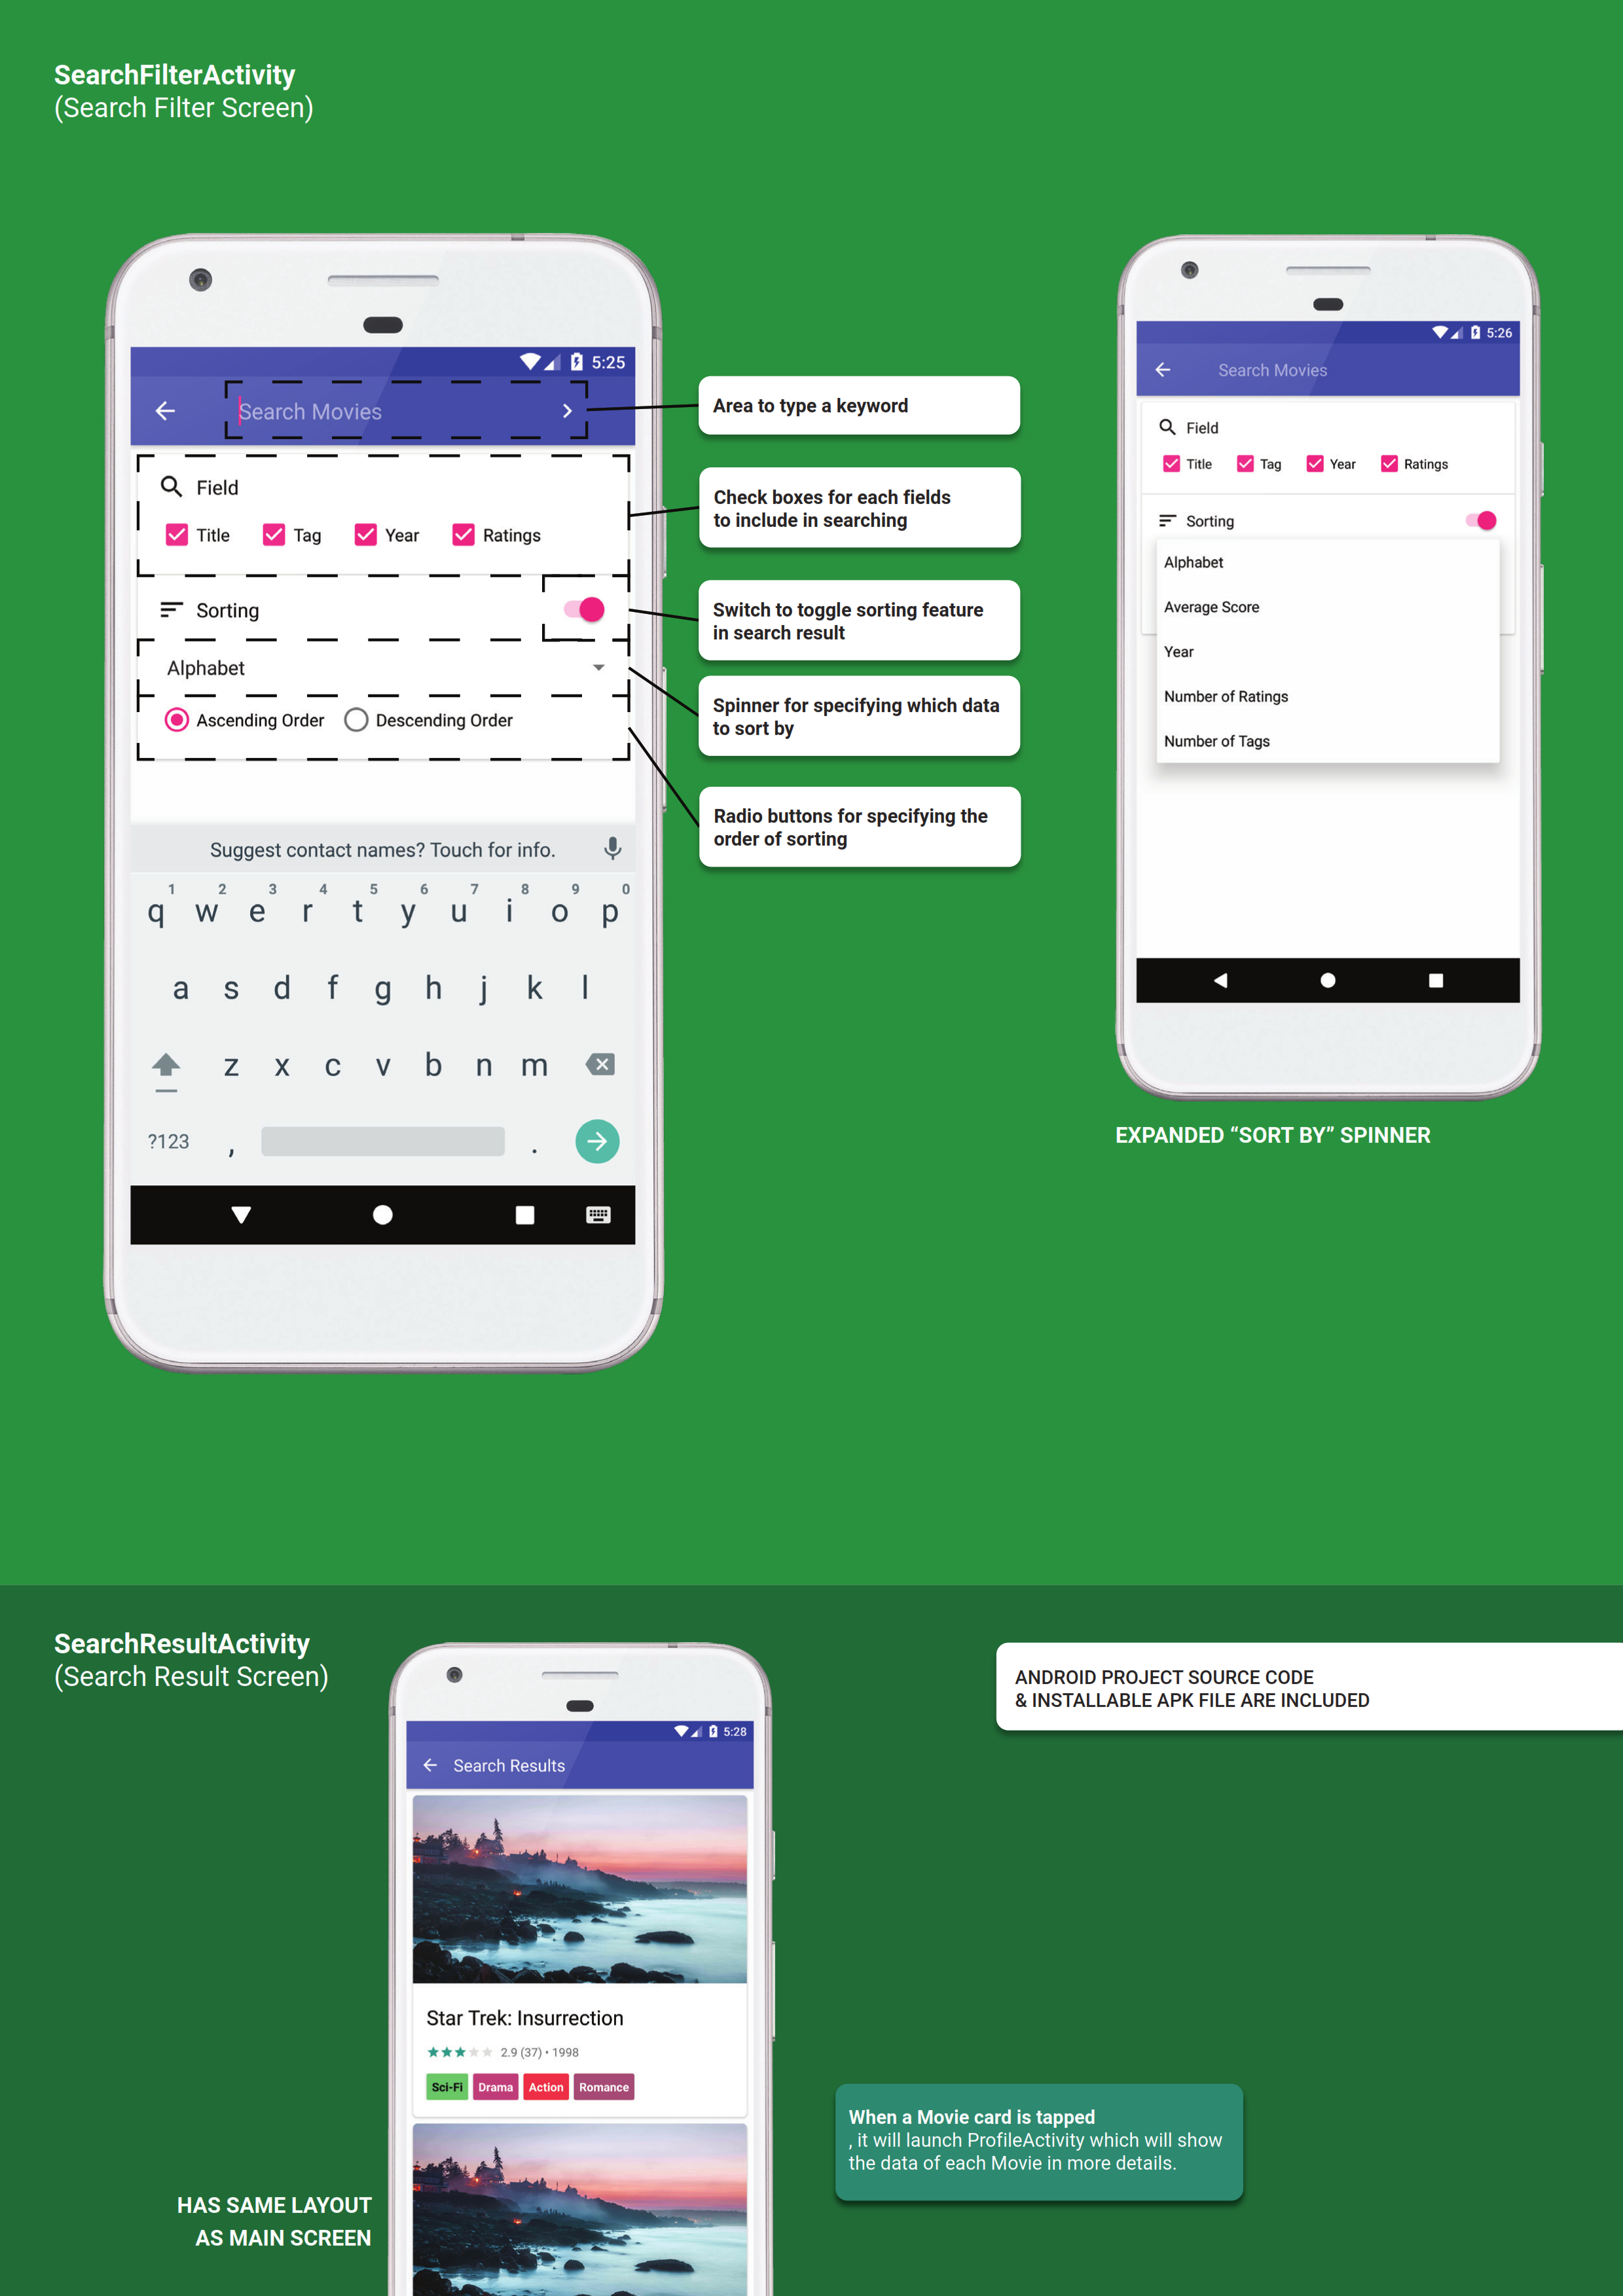 SearchFilterActivity
(Search Filter Screen)
5:25
Search Movies
Field
Title Tag Year Ratings
Sorting
Alphabet
Ascending Order Descending Order
Suggest contact names? Touch for info.
1 2 3 4 5 6 7 8 9 0
q w e r t y u i o p
a s d f g h j k l
z x c v b n m
?123 , .
Area to type a keyword
Check boxes for each fields
to include in searching
Switch to toggle sorting feature
in search result
Spinner for specifying which data
to sort by
Radio buttons for specifying the
order of sorting
5:26
Search Movies
Field
Title Tag Year Ratings
Sorting
Alphabet
Average Score
Year
Number of Ratings
Number of Tags
EXPANDED “SORT BY” SPINNER
SearchResultActivity
(Search Result Screen)
5:28
Search Results
Star Trek: Insurrection
2.9 (37) • 1998
Sci-Fi Drama Action Romance
HAS SAME LAYOUT
AS MAIN SCREEN
ANDROID PROJECT SOURCE CODE
& INSTALLABLE APK FILE ARE INCLUDED
When a Movie card is tapped
, it will launch ProfileActivity which will show
the data of each Movie in more details.